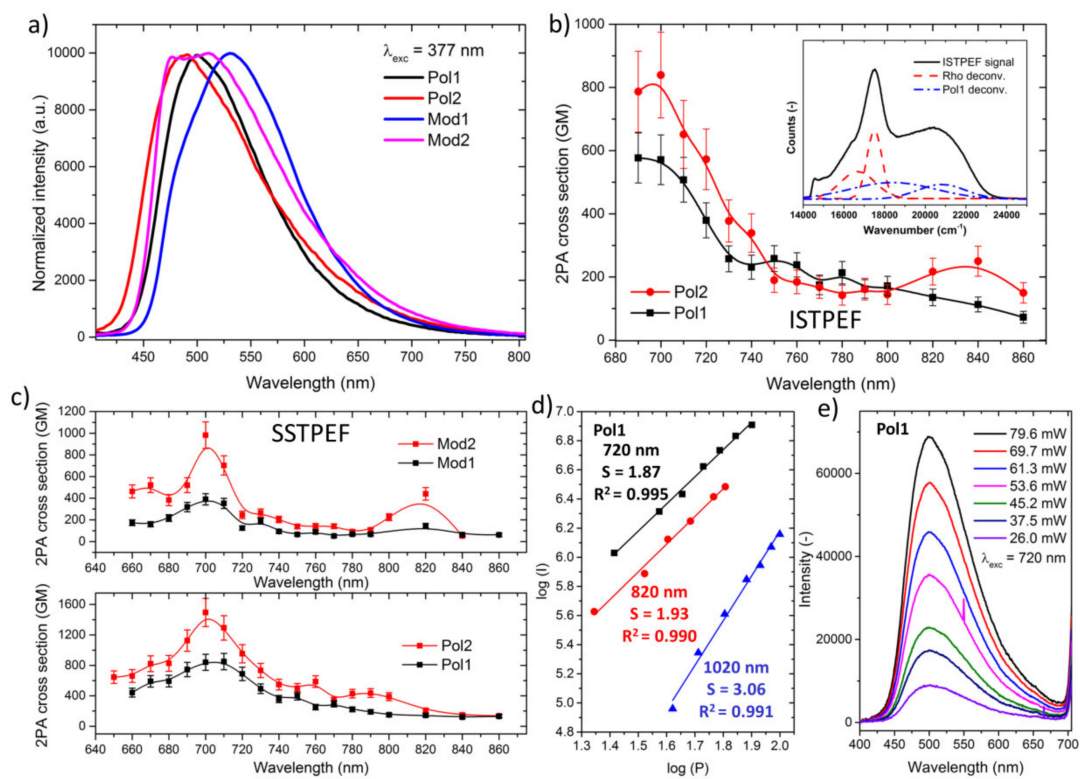 a)
λexc = 377 nm
Pol1
Pol2
Mod1
Mod2
Normalized intensity (a.u.)
10000
8000
6000
4000
2000
0
450 500 550 600 650 700 750 800
Wavelength (nm)
b)
2PA cross section (GM)
1000
800
600
400
200
0
Pol2
Pol1
ISTPEF
680 700 720 740 760 780 800 820 840 860
Wavelength (nm)
ISTPEF signal
Rho deconv.
Pol1 deconv.
Counts (-)
14000 16000 18000 20000 22000 24000
Wavenumber (cm-1)
c)
SSTPEF
2PA cross section (GM)
1200
1000
800
600
400
200
0
Mod2
Mod1
640 660 680 700 720 740 760 780 800 820 840 860
2PA cross section (GM)
1600
1200
800
400
0
Pol2
Pol1
640 660 680 700 720 740 760 780 800 820 840 860
Wavelength (nm)
d)
log (I)
7.0
6.8
6.6
6.4
6.2
6.0
5.8
5.6
5.4
5.2
5.0
4.8
Pol1
720 nm
S = 1.87
R2 = 0.995
820 nm
S = 1.93
R2 = 0.990
1020 nm
S = 3.06
R2 = 0.991
1.3 1.4 1.5 1.6 1.7 1.8 1.9 2.0
log (P)
e)
Pol1
79.6 mW
69.7 mW
61.3 mW
53.6 mW
45.2 mW
37.5 mW
26.0 mW
λexc = 720 nm
Intensity (-)
60000
40000
20000
0
400 450 500 550 600 650 700
Wavelength (nm)